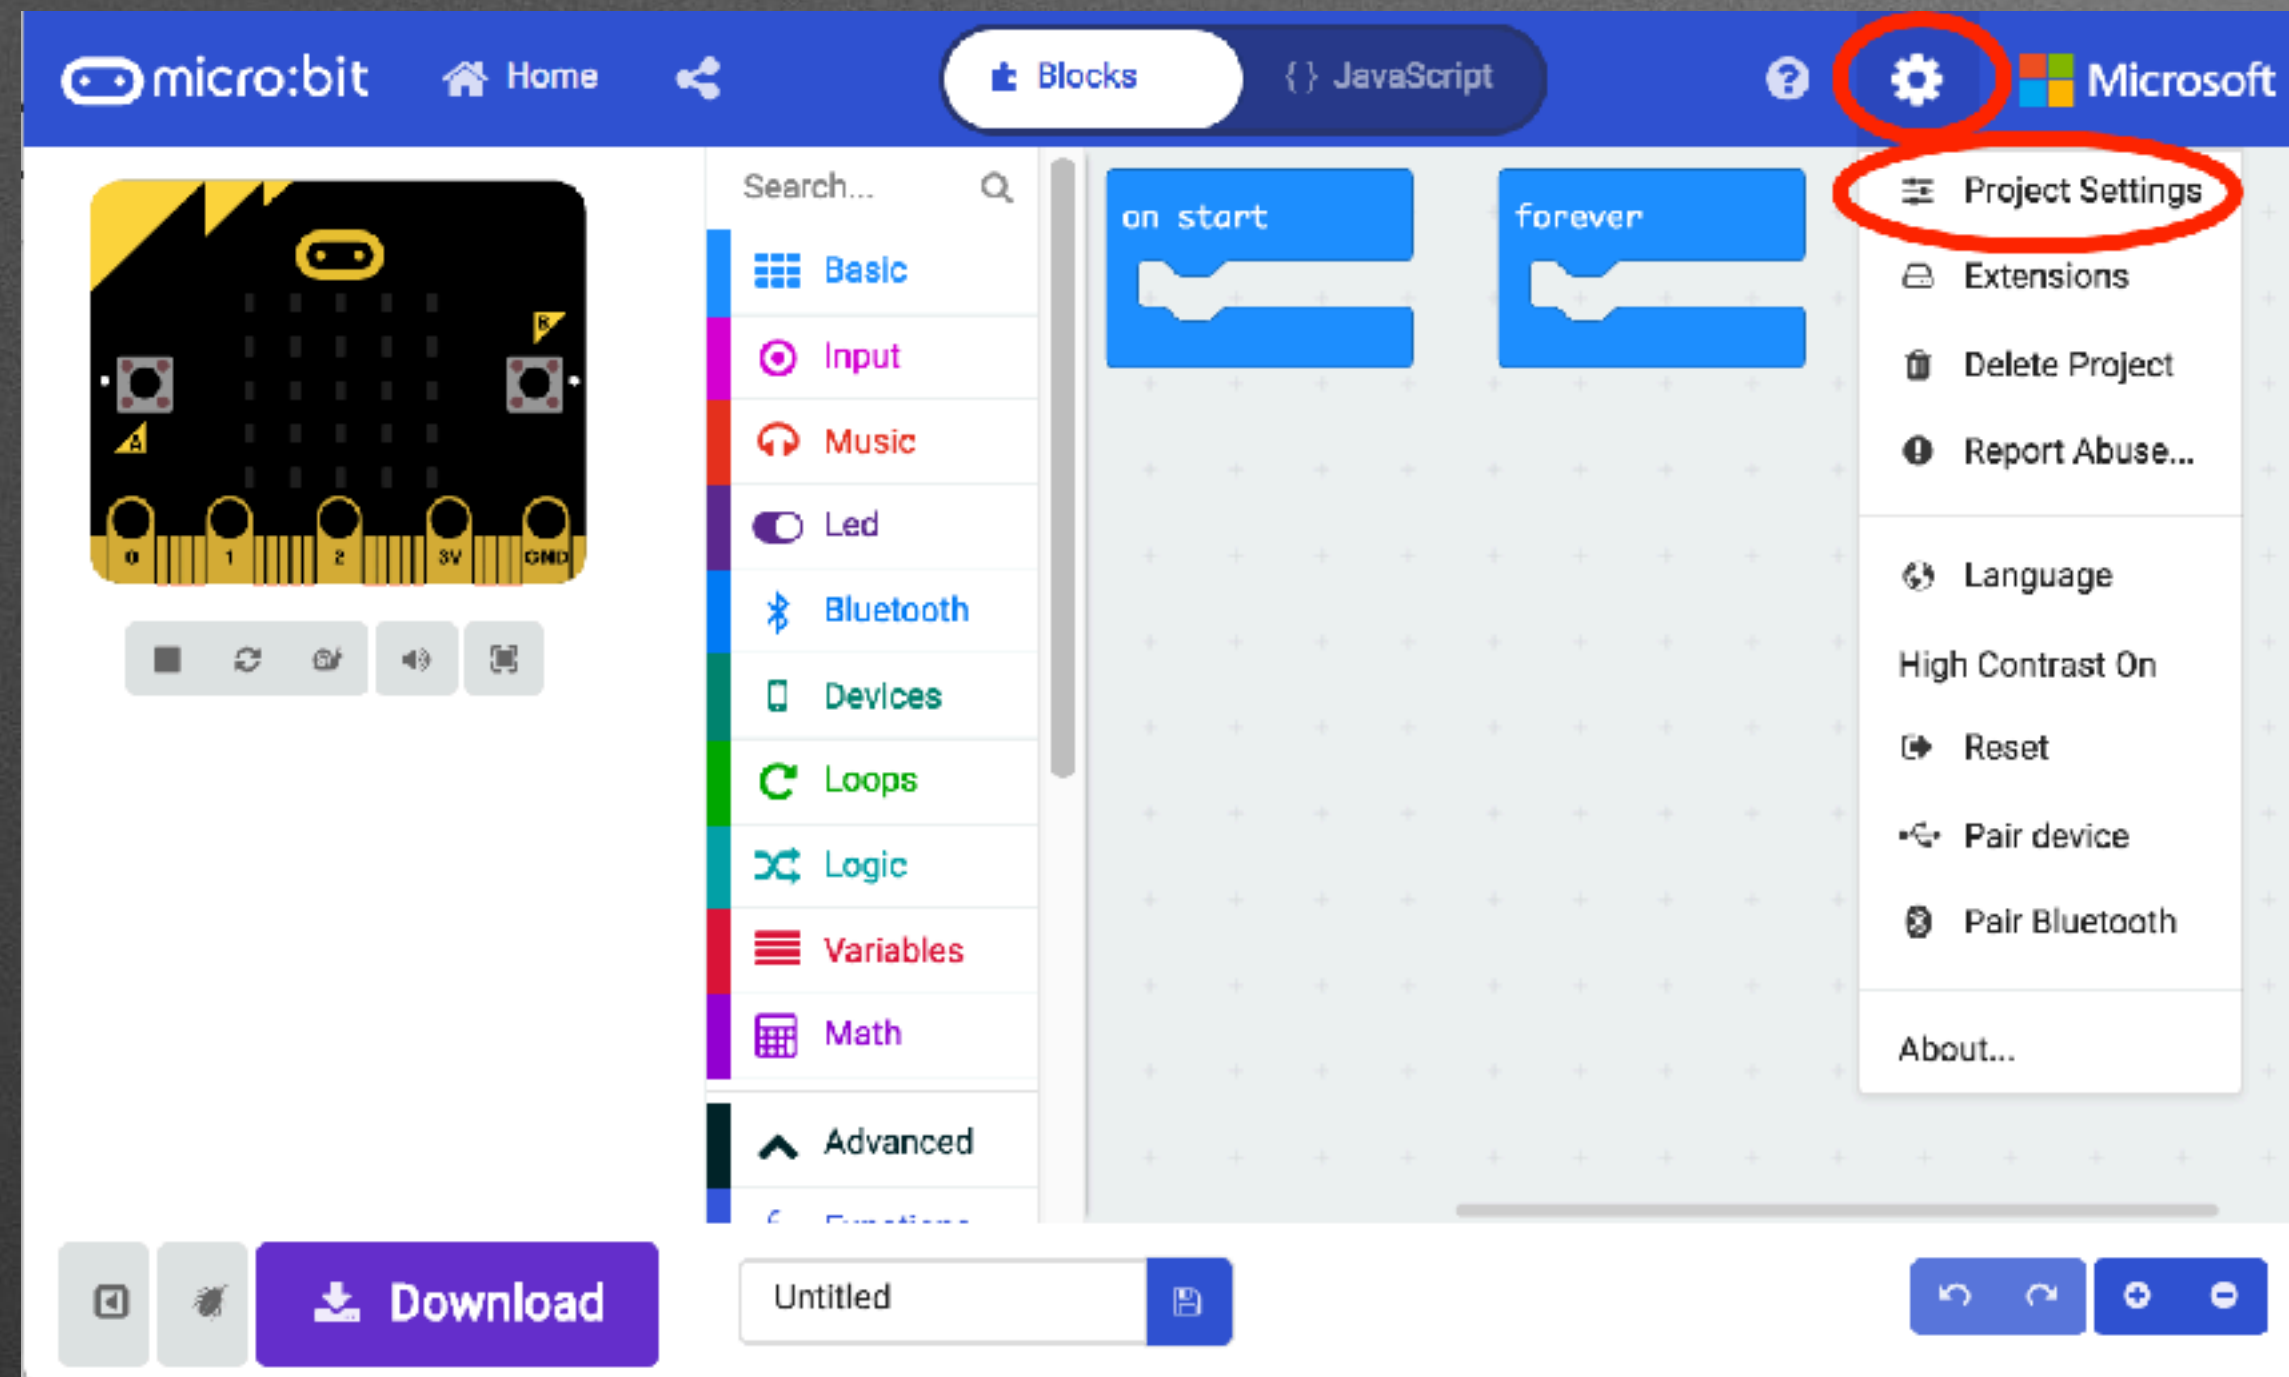 micro:bit Home Blocks {} JavaScript ? Microsoft
Search...
Basic
Input
Music
Led
Bluetooth
Devices
Loops
Logic
Variables
Math
Advanced
Functions
on start
forever
Project Settings
Extensions
Delete Project
Report Abuse...
Language
High Contrast On
Reset
Pair device
Pair Bluetooth
About...
B
A
0 1 2 3V GND
Download
Untitled